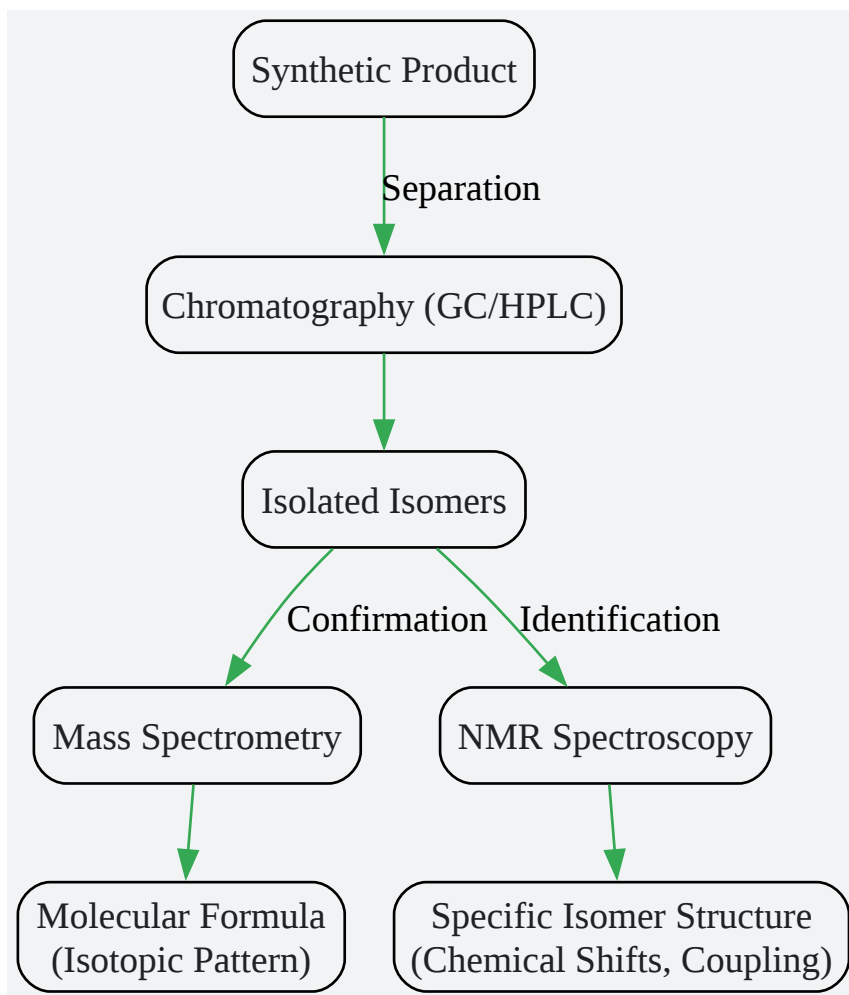 Synthetic Product
Separation
Chromatography (GC/HPLC)
Isolated Isomers
Confirmation
Identification
Mass Spectrometry
NMR Spectroscopy
Molecular Formula
(Isotopic Pattern)
Specific Isomer Structure
(Chemical Shifts, Coupling)